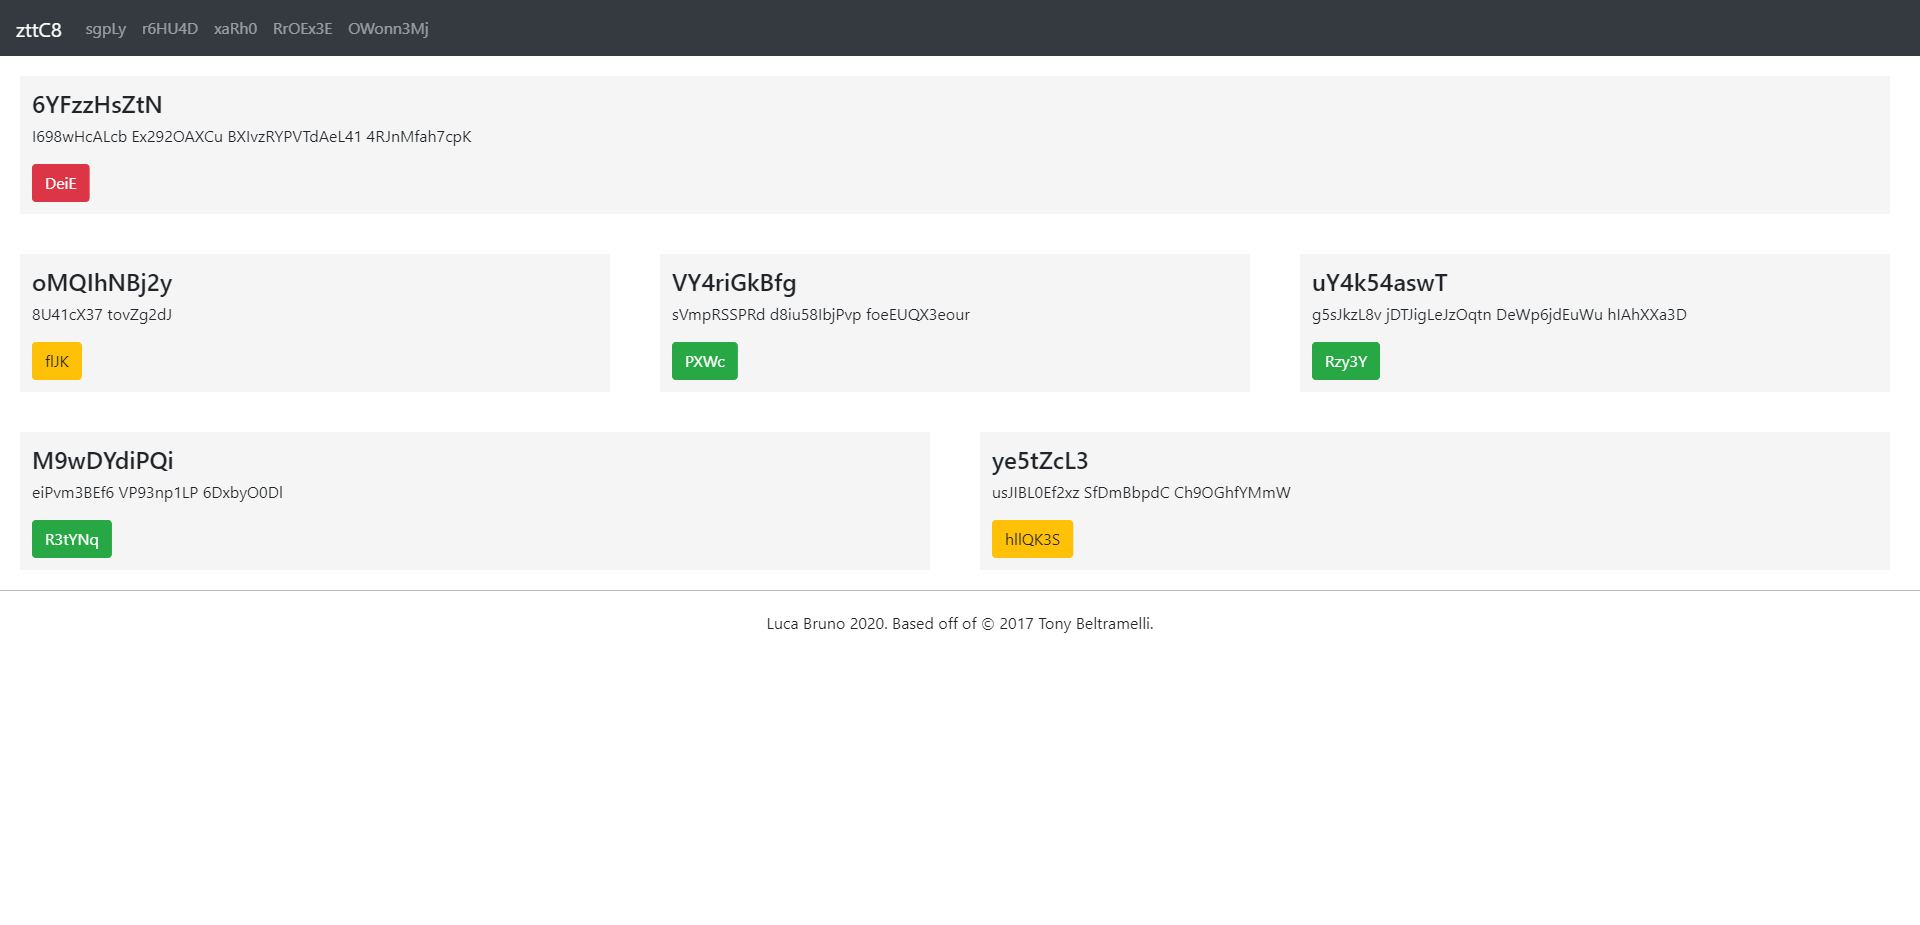 zttC8 sgpLy r6HU4D xaRh0 RrOEx3E OWonn3Mj
6YFzzHsZtN
I698wHcALcb Ex292OAXCu BXIvzRYPVTdAeL41 4RJnMfah7cpK
DeiE
oMQIhNBj2y
8U41cX37 tovZg2dJ
flJK
VY4riGkBfg
sVmpRSSPRd d8iu58IbjPvp foeEUQX3eour
PXWc
uY4k54aswT
g5sJkzL8v jDTJigLeJzOqtn DeWp6jdEuWu hIAhXXa3D
Rzy3Y
M9wDYdiPQi
eiPvm3BEf6 VP93np1LP 6DxbyO0Dl
R3tYNq
ye5tZcL3
usJIBL0Ef2xz SfDmBbpdC Ch9OGhfYMmW
hllQK3S
Luca Bruno 2020. Based off of © 2017 Tony Beltramelli.